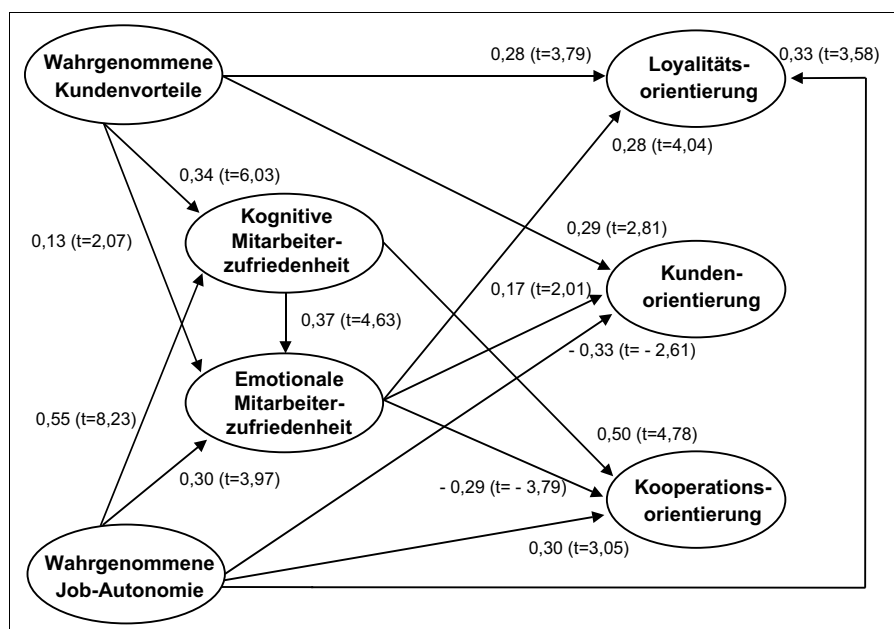 Wahrgenommene
Kundenvorteile
0,28 (t=3,79)
Loyalitäts-
orientierung
0,33 (t=3,58)
0,28 (t=4,04)
0,34 (t=6,03)
0,13 (t=2,07)
Kognitive
Mitarbeiter-
zufriedenheit
0,29 (t=2,81)
Kunden-
orientierung
0,17 (t=2,01)
0,37 (t=4,63)
- 0,33 (t= - 2,61)
Emotionale
Mitarbeiter-
zufriedenheit
0,55 (t=8,23)
0,30 (t=3,97)
0,50 (t=4,78)
- 0,29 (t= - 3,79)
Kooperations-
orientierung
0,30 (t=3,05)
Wahrgenommene
Job-Autonomie